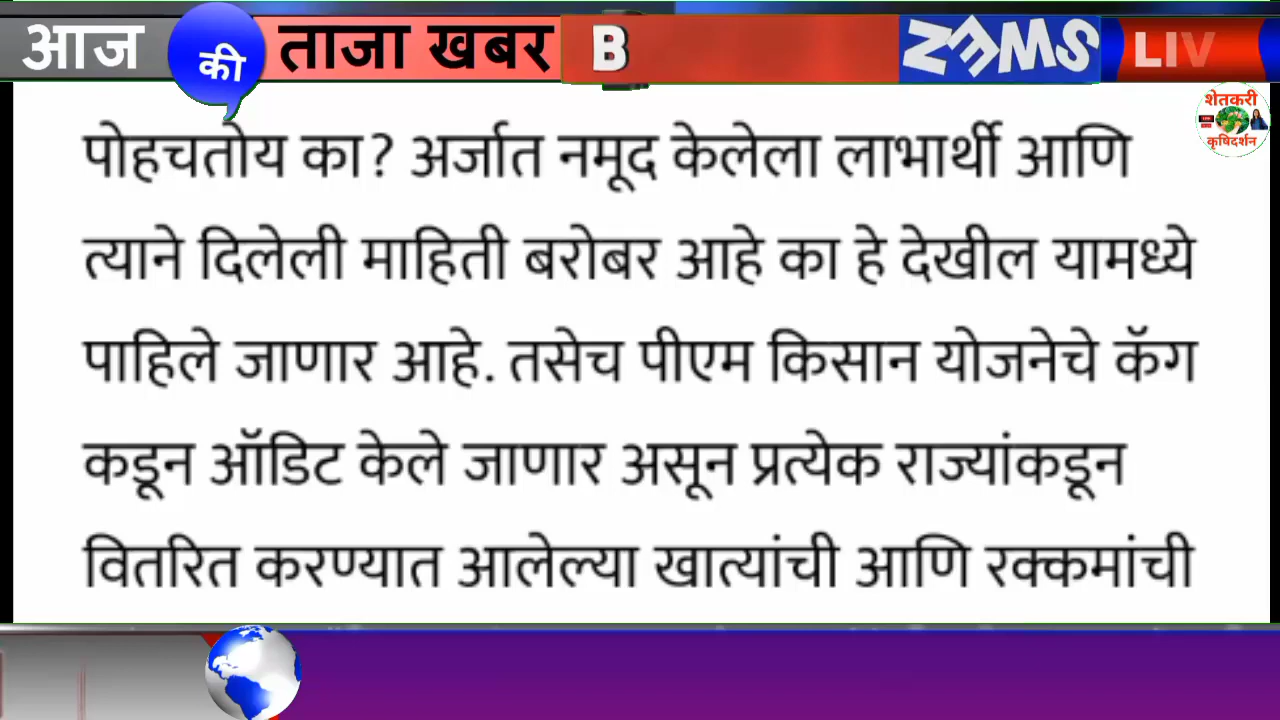 आज की ताजा खबर B NEWS LIV
शेतकरी
कृषिदर्शन
पोहचतोय का? अर्जात नमूद केलेला लाभार्थी आणि
त्याने दिलेली माहिती बरोबर आहे का हे देखील यामध्ये
पाहिले जाणार आहे. तसेच पीएम किसान योजनेचे कॅग
कडून ऑडिट केले जाणार असून प्रत्येक राज्यांकडून
वितरित करण्यात आलेल्या खात्यांची आणि रक्कमांची